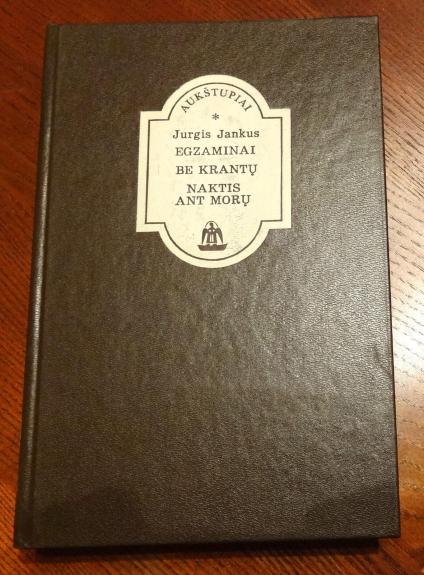 AUKŠTUPIAI
*
Jurgis Jankus
EGZAMINAI
BE KRANTŲ
NAKTIS
ANT MORŲ